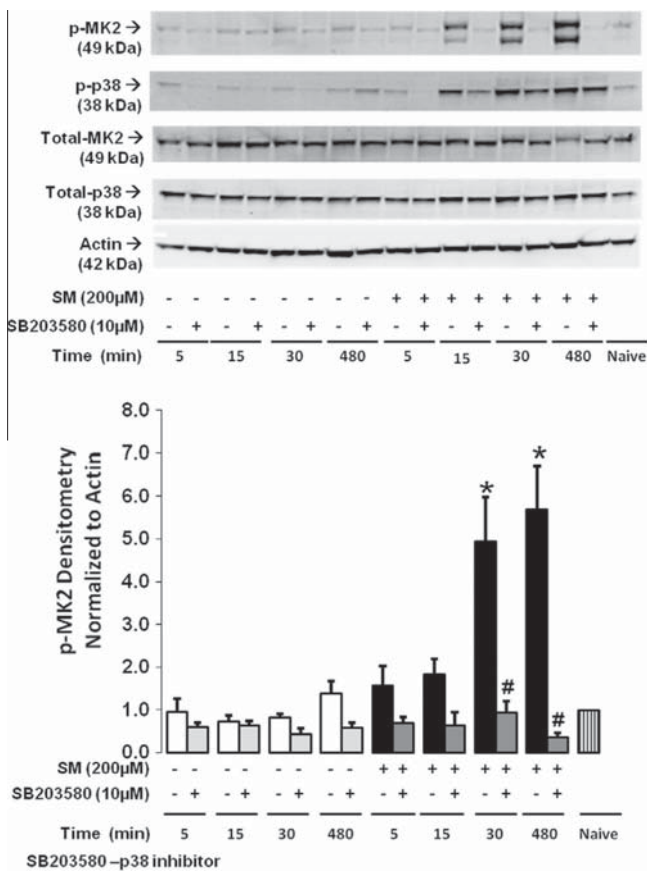 p-MK2 →
(49 kDa)
p-p38 →
(38 kDa)
Total-MK2 →
(49 kDa)
Total-p38 →
(38 kDa)
Actin →
(42 kDa)
SM (200µM) - - - - - - - - + + + + + + + +
SB203580 (10µM) - + - + - + - + - + - + - + - +
Time (min) 5 15 30 480 5 15 30 480 Naive
p-MK2 Densitometry
Normalized to Actin
8.0
7.0
6.0
5.0
4.0
3.0
2.0
1.0
0.0
* *
# #
SM (200µM) - - - - - - - - + + + + + + + +
SB203580 (10µM) - + - + - + - + - + - + - + - +
Time (min) 5 15 30 480 5 15 30 480 Naive
SB203580 –p38 inhibitor